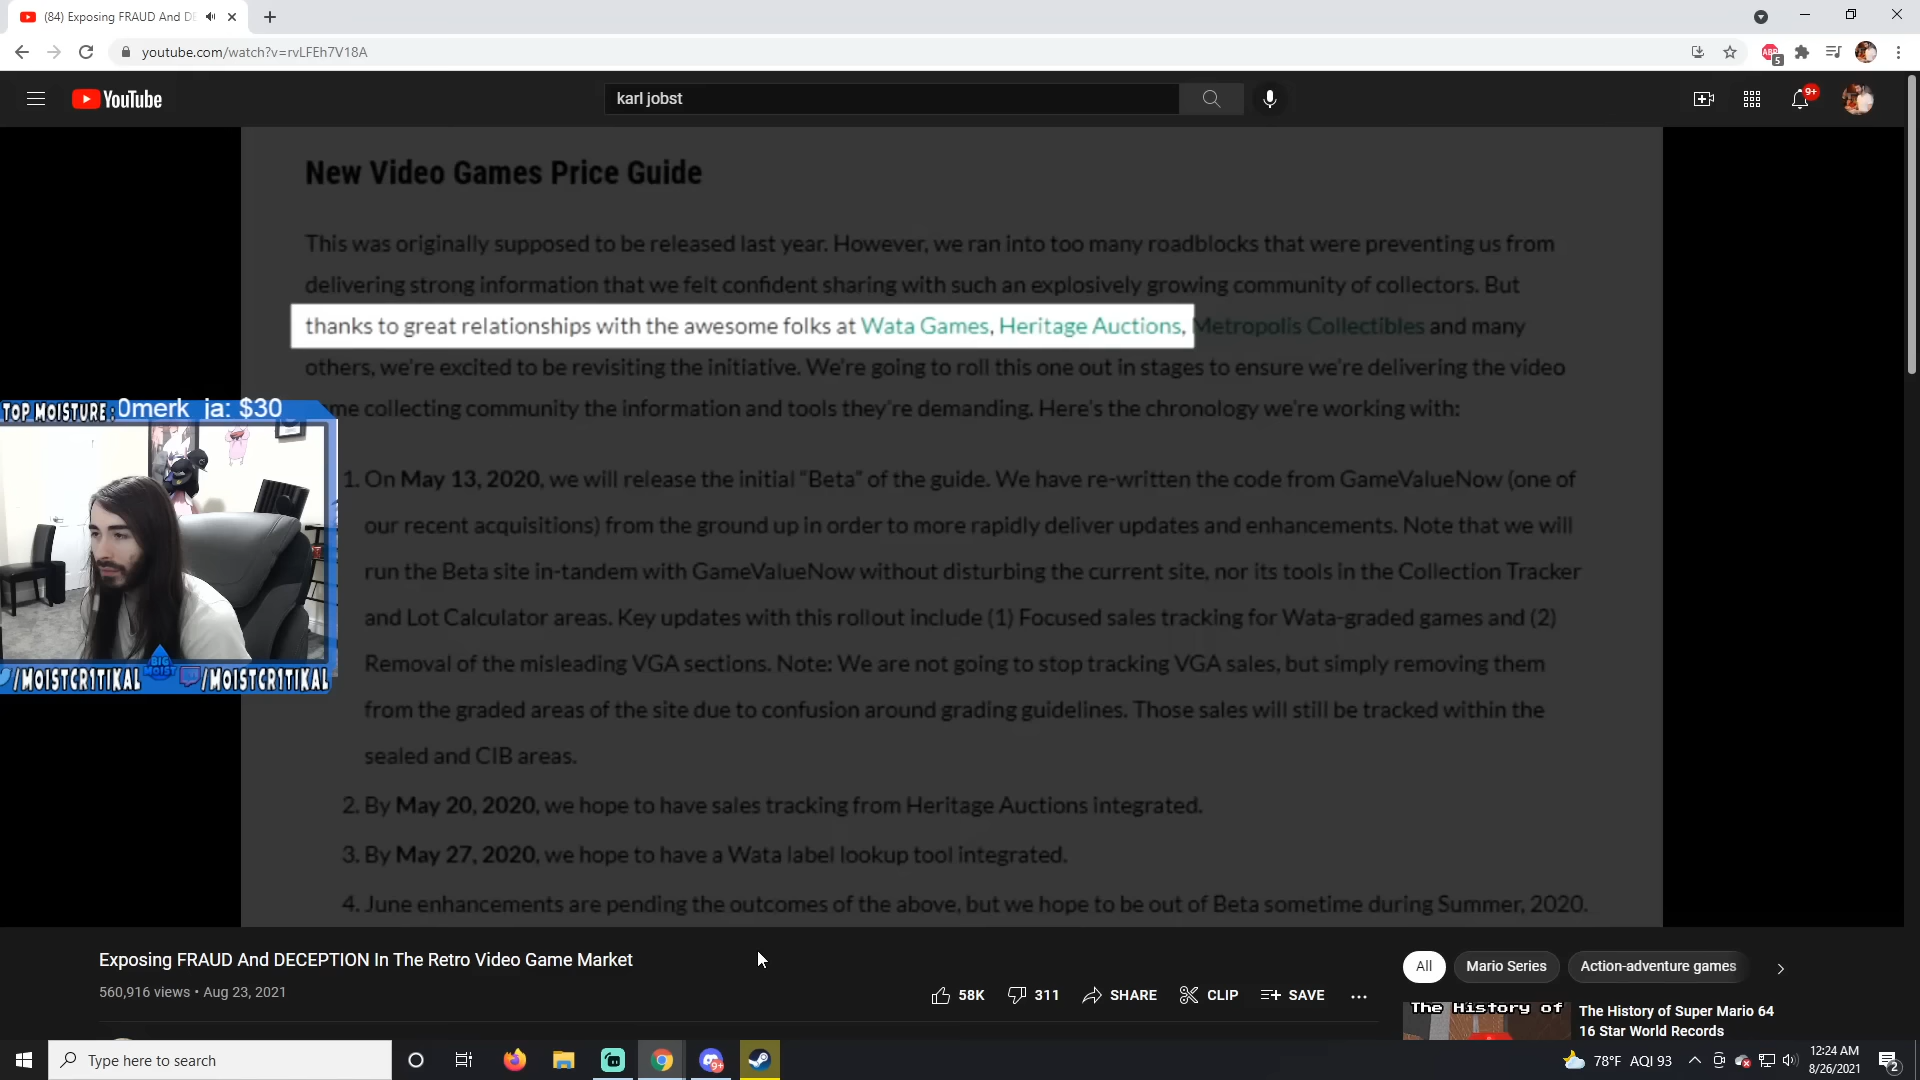 (84) Exposing FRAUD And DE
youtube.com/watch?v=rvLFEh7V18A
ABP
5
YouTube
karl jobst
9+
New Video Games Price Guide
This was originally supposed to be released last year. However, we ran into too many roadblocks that were preventing us from
delivering strong information that we felt confident sharing with such an explosively growing community of collectors. But
thanks to great relationships with the awesome folks at Wata Games, Heritage Auctions, Metropolis Collectibles and many
others, we're excited to be revisiting the initiative. We're going to roll this one out in stages to ensure we're delivering the video
me collecting community the information and tools they're demanding. Here's the chronology we're working with:
TOP MOISTURE : 0merk_ja: $30
1. On May 13, 2020, we will release the initial "Beta" of the guide. We have re-written the code from GameValueNow (one of
our recent acquisitions) from the ground up in order to more rapidly deliver updates and enhancements. Note that we will
run the Beta site in-tandem with GameValueNow without disturbing the current site, nor its tools in the Collection Tracker
and Lot Calculator areas. Key updates with this rollout include (1) Focused sales tracking for Wata-graded games and (2)
Removal of the misleading VGA sections. Note: We are not going to stop tracking VGA sales, but simply removing them
from the graded areas of the site due to confusion around grading guidelines. Those sales will still be tracked within the
sealed and CIB areas.
/MOISTCR1TIKAL BIG MOIST /MOISTCR1TIKAL
2. By May 20, 2020, we hope to have sales tracking from Heritage Auctions integrated.
3. By May 27, 2020, we hope to have a Wata label lookup tool integrated.
4. June enhancements are pending the outcomes of the above, but we hope to be out of Beta sometime during Summer, 2020.
Exposing FRAUD And DECEPTION In The Retro Video Game Market
560,916 views • Aug 23, 2021
58K 311 SHARE CLIP SAVE
All Mario Series Action-adventure games
The History of
The History of Super Mario 64
16 Star World Records
Type here to search
9+
78°F AQI 93
12:24 AM
8/26/2021
2